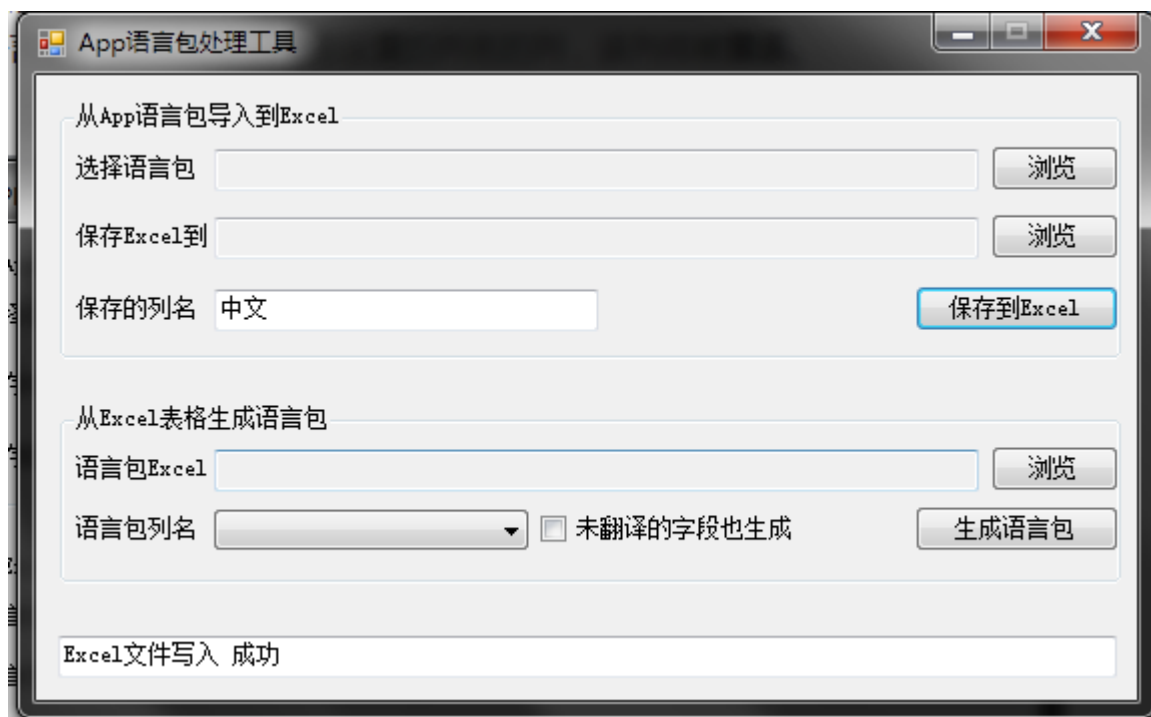 App语言包处理工具
从App语言包导入到Excel
选择语言包 浏览
保存Excel到 浏览
保存的列名 中文 保存到Excel
从Excel表格生成语言包
语言包Excel 浏览
语言包列名 未翻译的字段也生成 生成语言包
Excel文件写入 成功